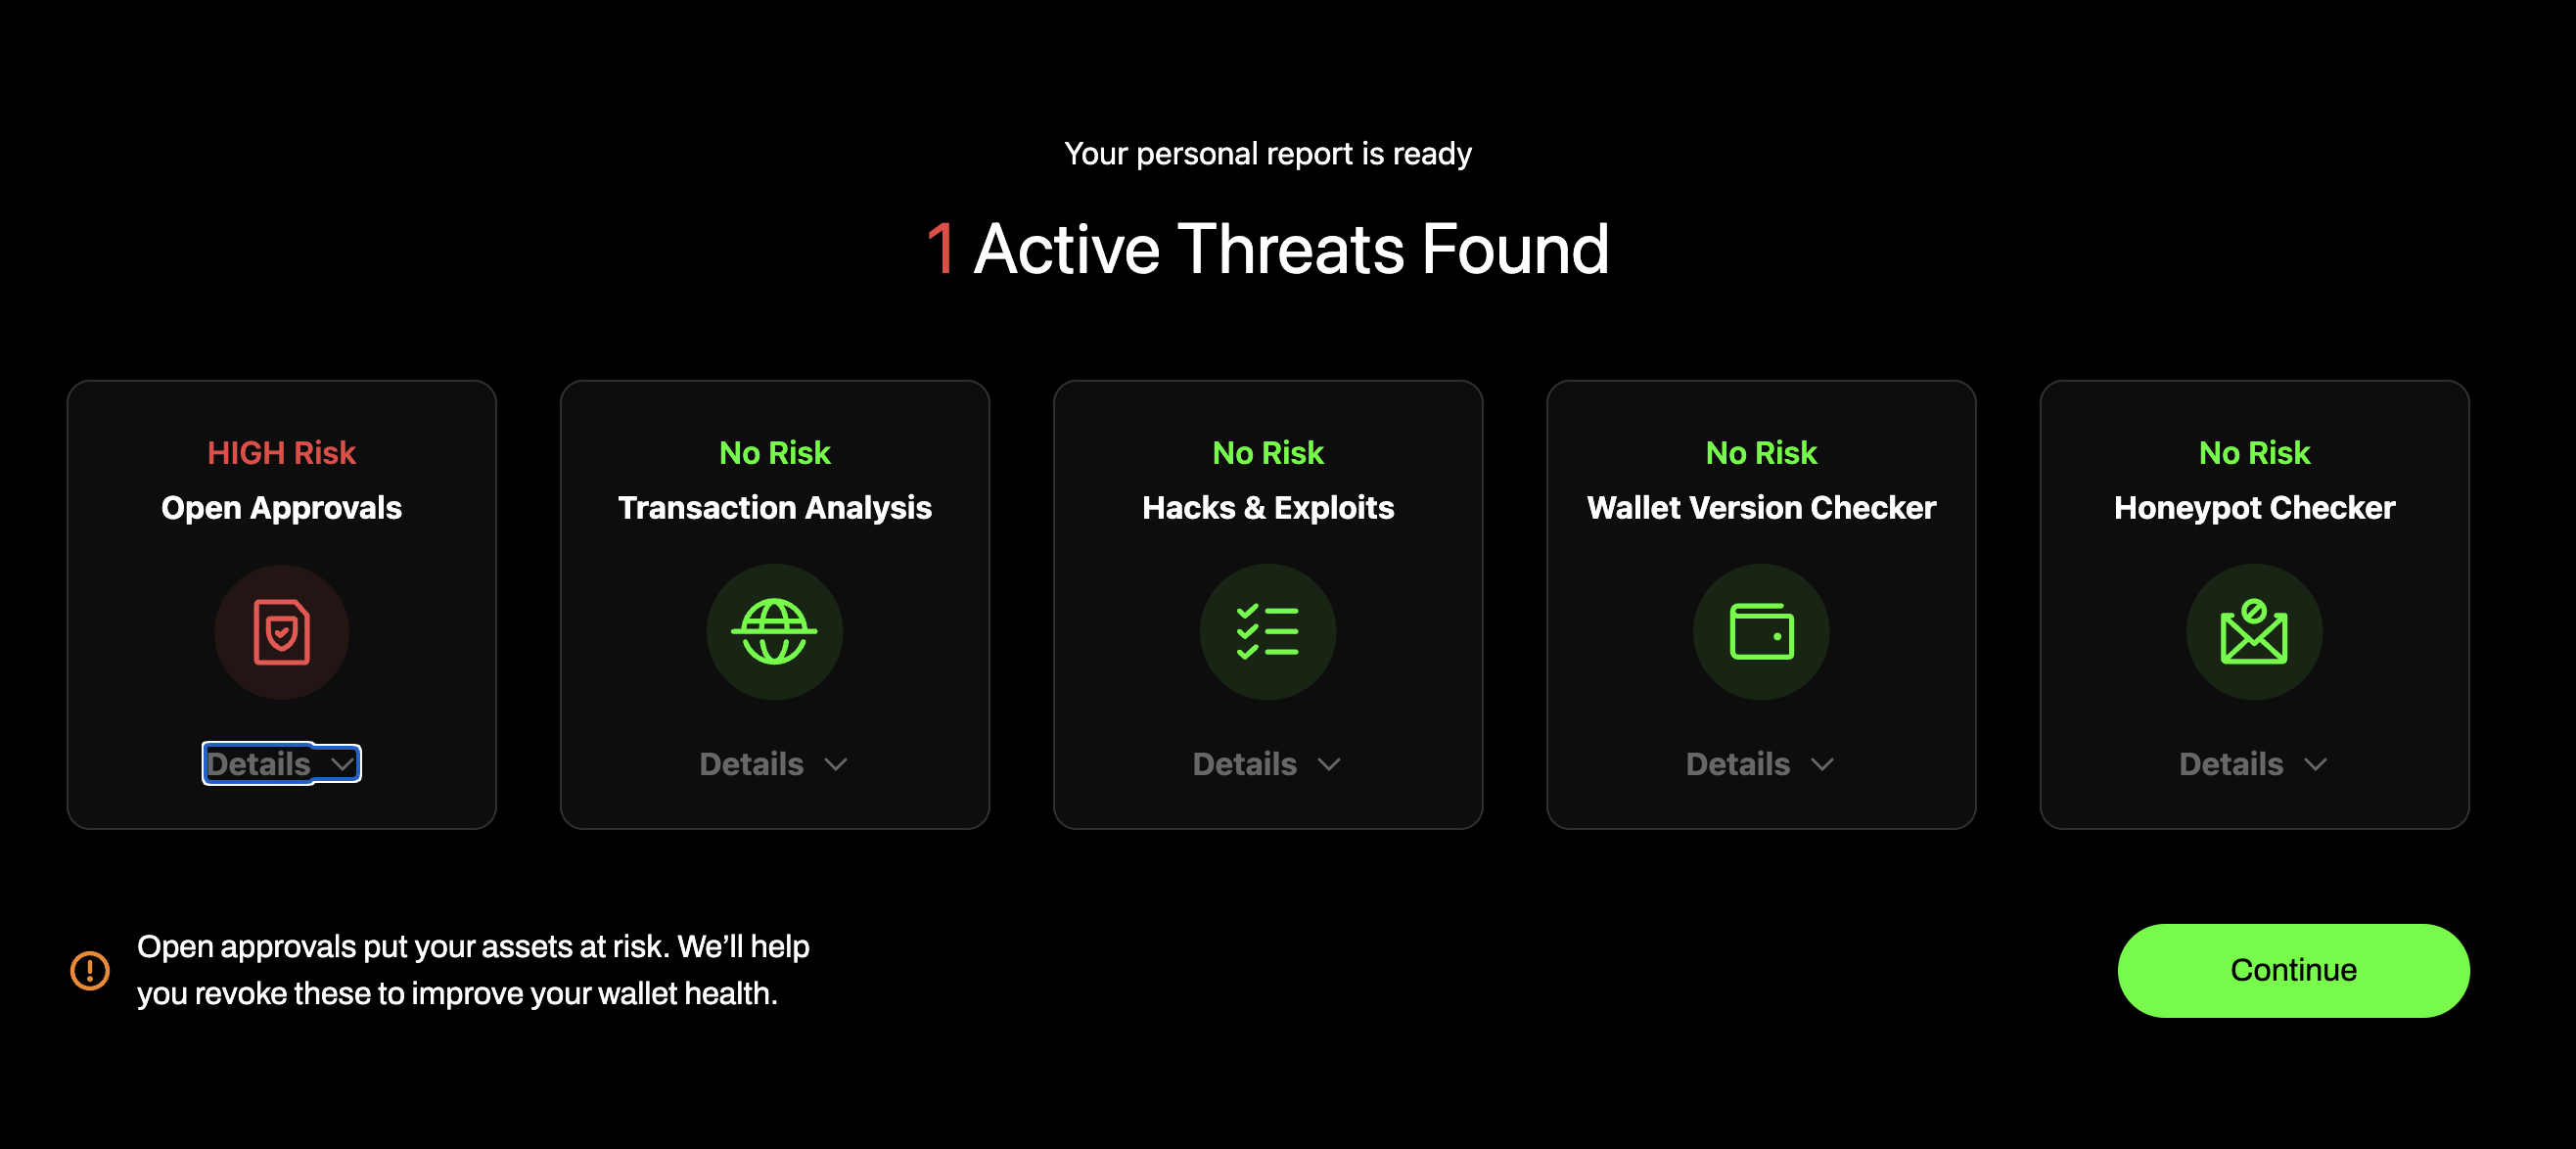 Your personal report is ready
1 Active Threats Found
HIGH Risk
Open Approvals
Details
No Risk
Transaction Analysis
Details
No Risk
Hacks & Exploits
Details
No Risk
Wallet Version Checker
Details
No Risk
Honeypot Checker
Details
Open approvals put your assets at risk. We’ll help
you revoke these to improve your wallet health.
Continue